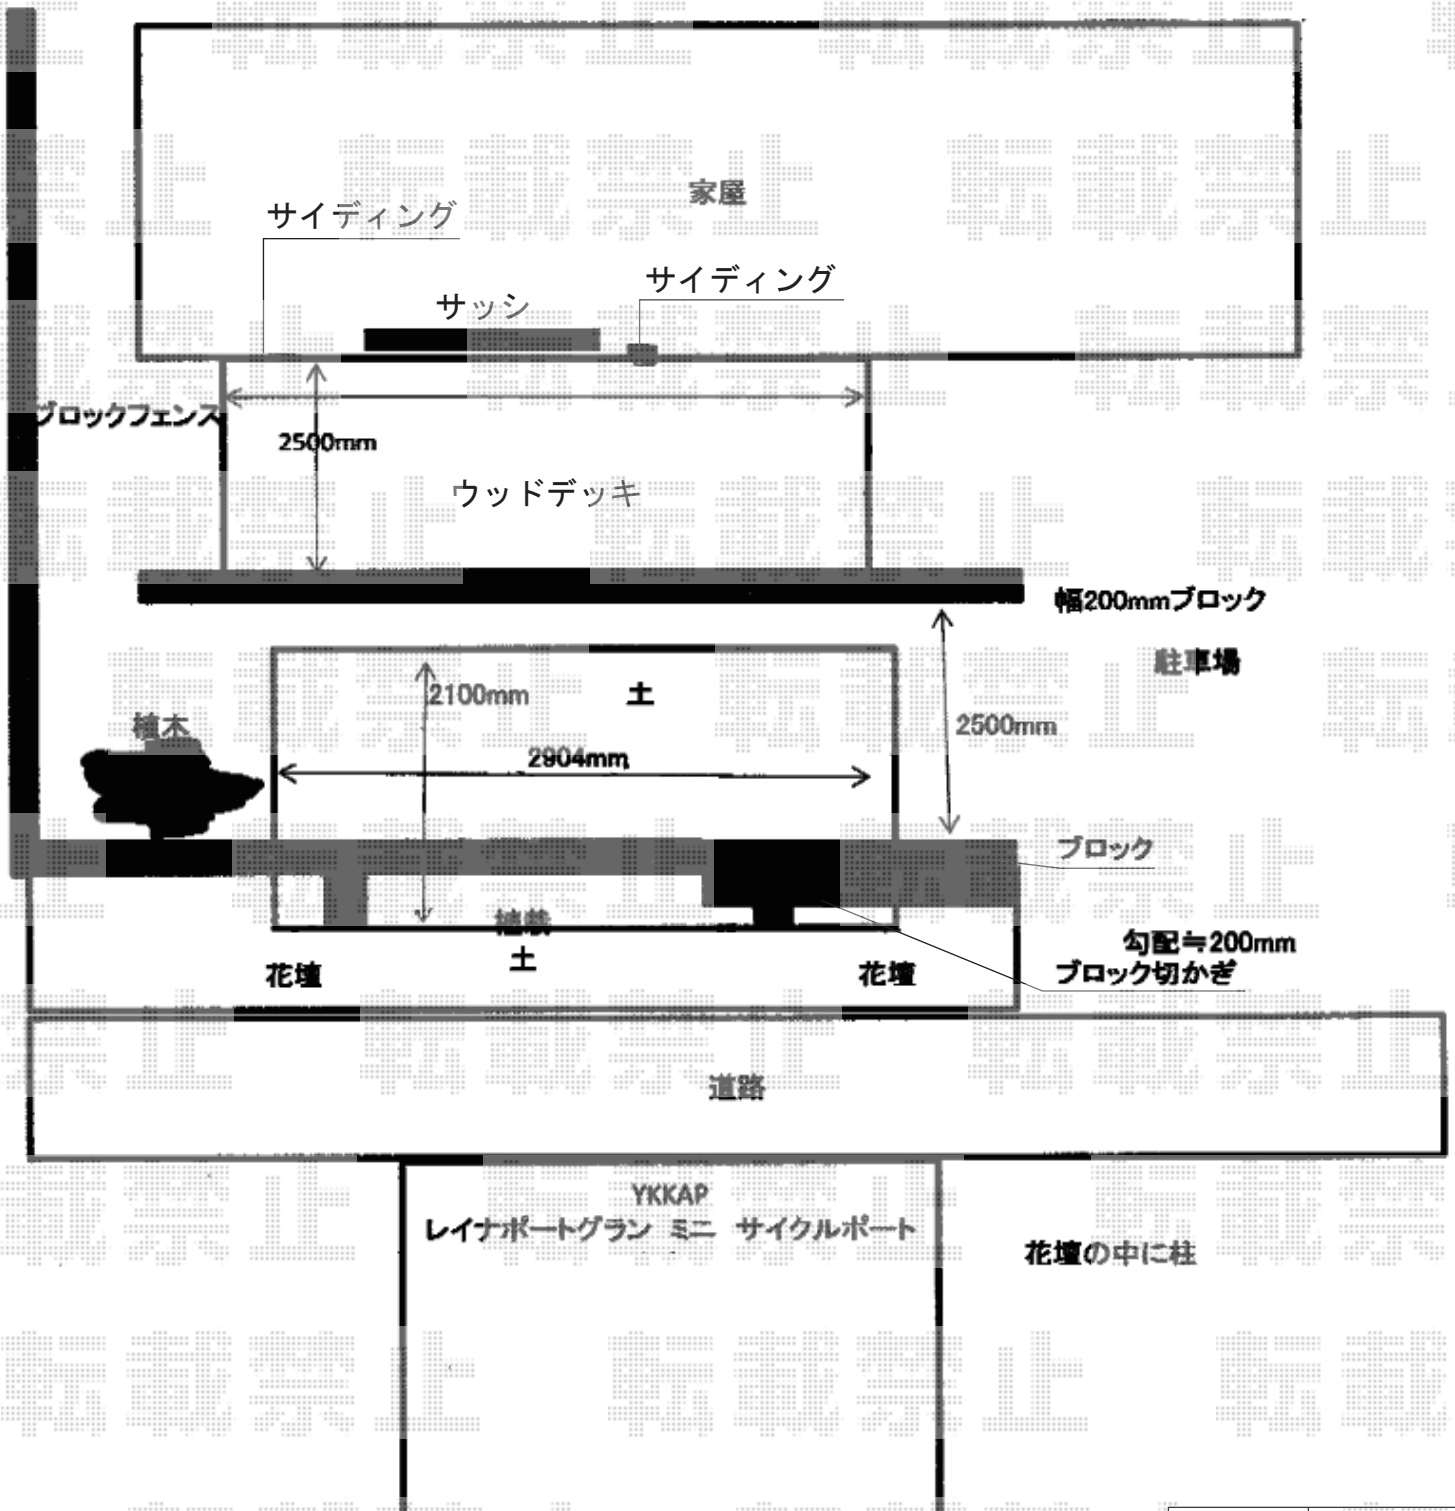 家屋
サイディング
サイディング
サッシ
ブロックフェンス
2500mm
ウッドデッキ
幅200mmブロック
駐車場
2100mm
土
植木
2500mm
2904mm
ブロック
植栽
勾配≒200mm
土
花壇
花壇
ブロック切かぎ
道路
YKKAP
レイナポートグラン ミニ サイクルポート
花壇の中に柱
転載禁止